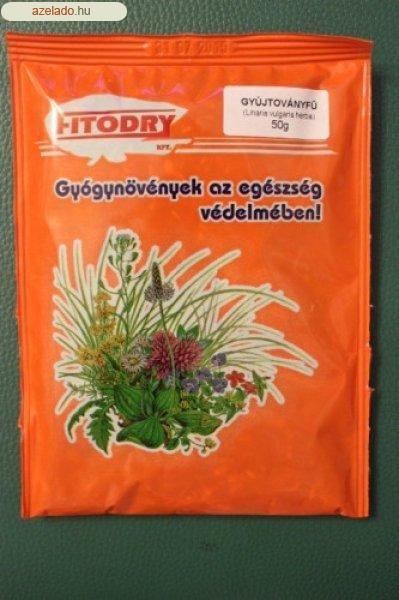 azelado.hu
FITODRY
KFT.
GYÚJTOVÁNYFŰ
(Linaria vulgaris herba)
50g
Gyógynövények az egészség
védelmében!